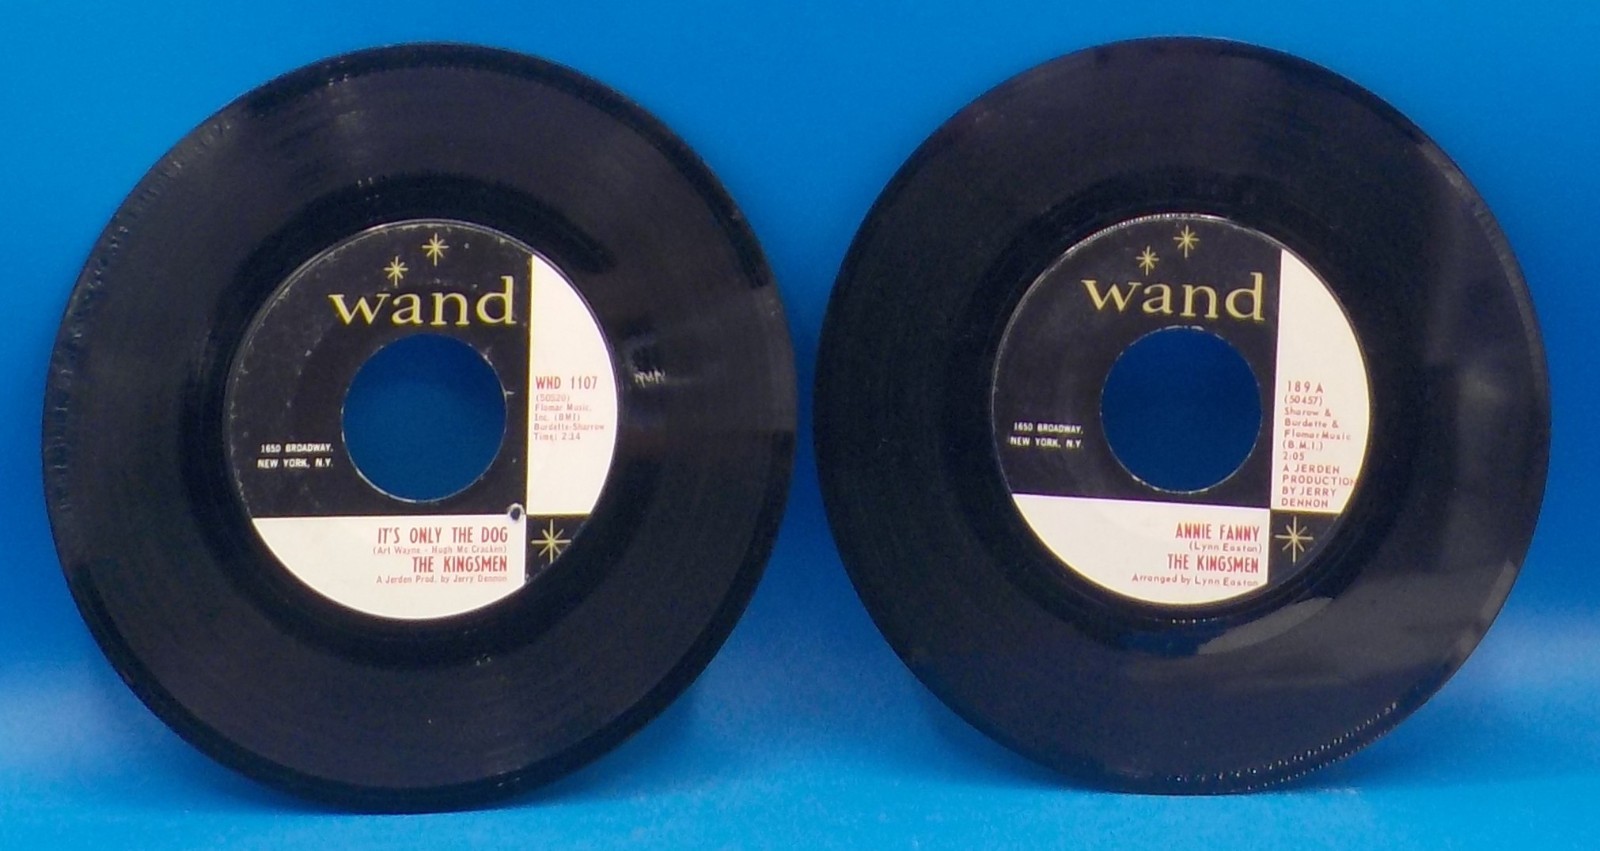 wand
WND 1107
(50520)
Flomar Music,
Inc. (BMI)
Burdette-Sharrow
Time: 2:14
1650 BROADWAY,
NEW YORK, N.Y.
IT'S ONLY THE DOG
(Art Wayne - Hugh Mc Cracken)
THE KINGSMEN
A Jerden Prod. by Jerry Dennon
wand
189 A
(50457)
Sharow &
Burdette &
Flomar Music
(B.M.I.)
2:05
A JERDEN
PRODUCTION
BY JERRY
DENNON
1650 BROADWAY,
NEW YORK, N.Y.
ANNIE FANNY
(Lynn Easton)
THE KINGSMEN
Arranged by Lynn Easton